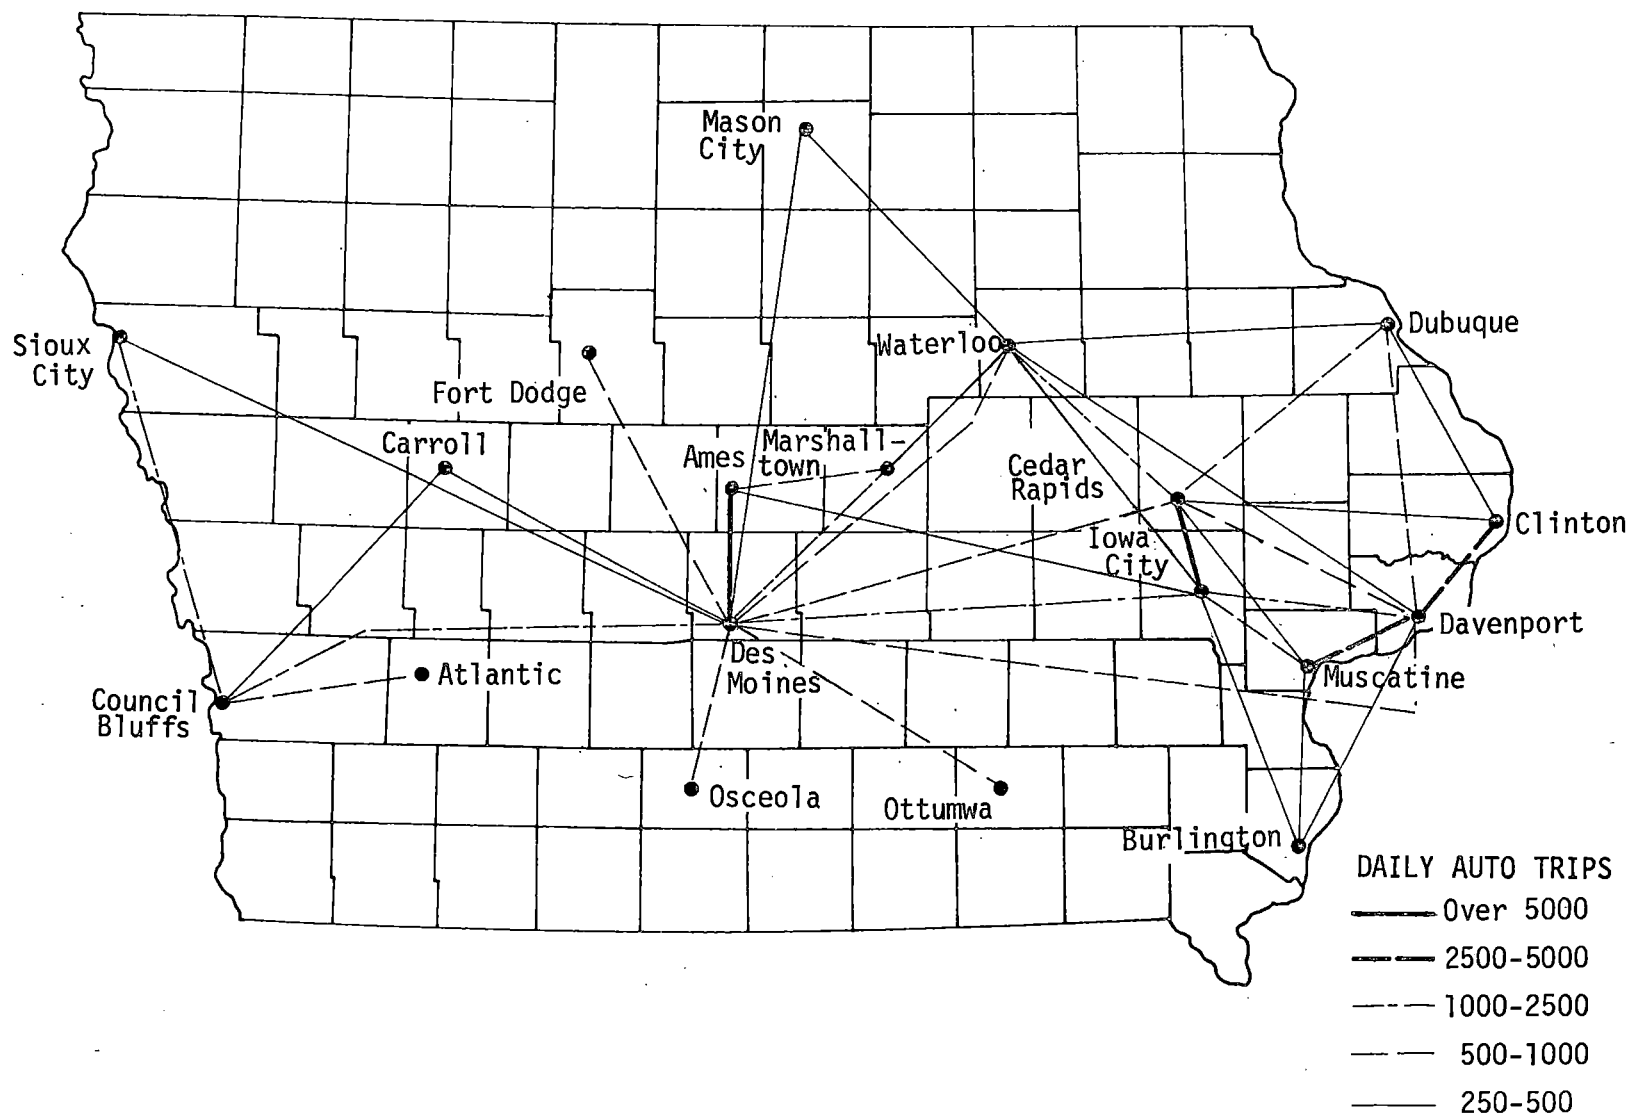 Mason
City
Sioux
City
Waterloo
Dubuque
Fort Dodge
Carroll
Ames
Marshall-
town
Cedar
Rapids
Clinton
Iowa
City
Davenport
Des
Moines
Atlantic
Council
Bluffs
Muscatine
Osceola
Ottumwa
Burlington
DAILY AUTO TRIPS
Over 5000
2500-5000
1000-2500
500-1000
250-500